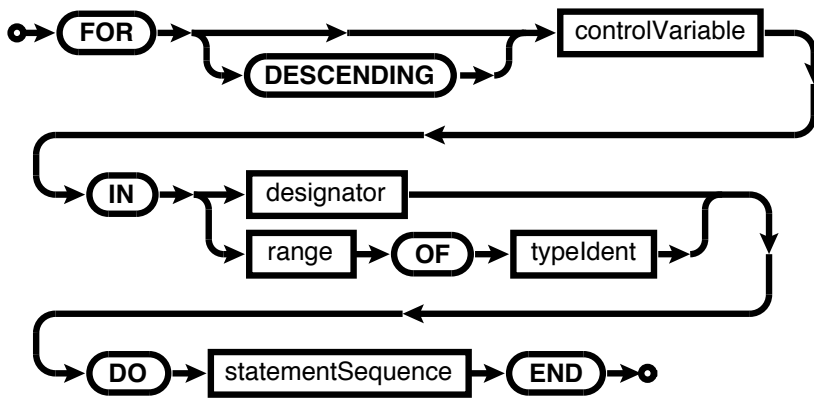 FOR controlVariable
DESCENDING
IN designator
range OF typeIdent
DO statementSequence END